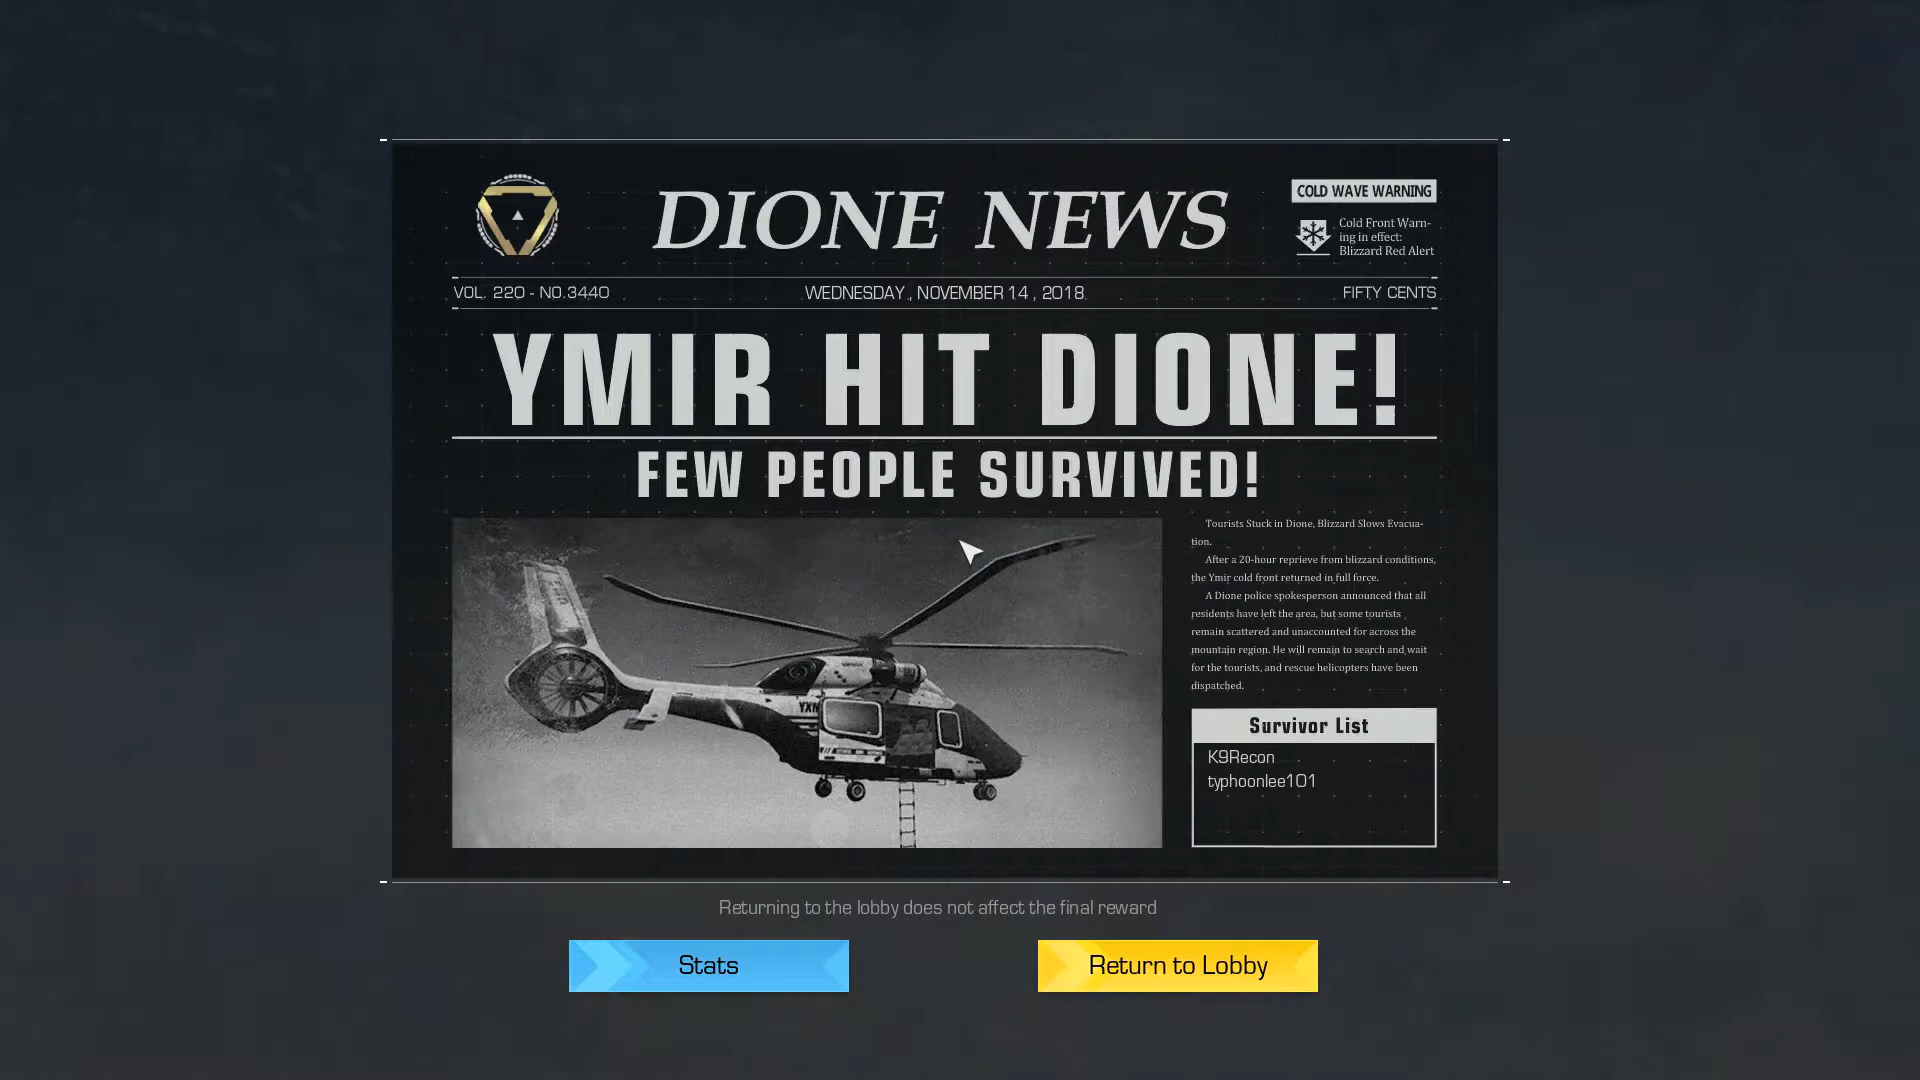 DIONE NEWS
COLD WAVE WARNING
Cold Front Warn-
ing in effect:
Blizzard Red Alert
VOL. 220 - NO.3440
WEDNESDAY , NOVEMBER 14 , 2018
FIFTY CENTS
YMIR HIT DIONE!
FEW PEOPLE SURVIVED!
Tourists Stuck in Dione, Blizzard Slows Evacua-
tion.
After a 20-hour reprieve from blizzard conditions,
the Ymir cold front returned in full force.
A Dione police spokesperson announced that all
residents have left the area, but some tourists
remain scattered and unaccounted for across the
mountain region. He will remain to search and wait
for the tourists, and rescue helicopters have been
dispatched.
Survivor List
K9Recon
typhoonlee101
Returning to the lobby does not affect the final reward
Stats
Return to Lobby